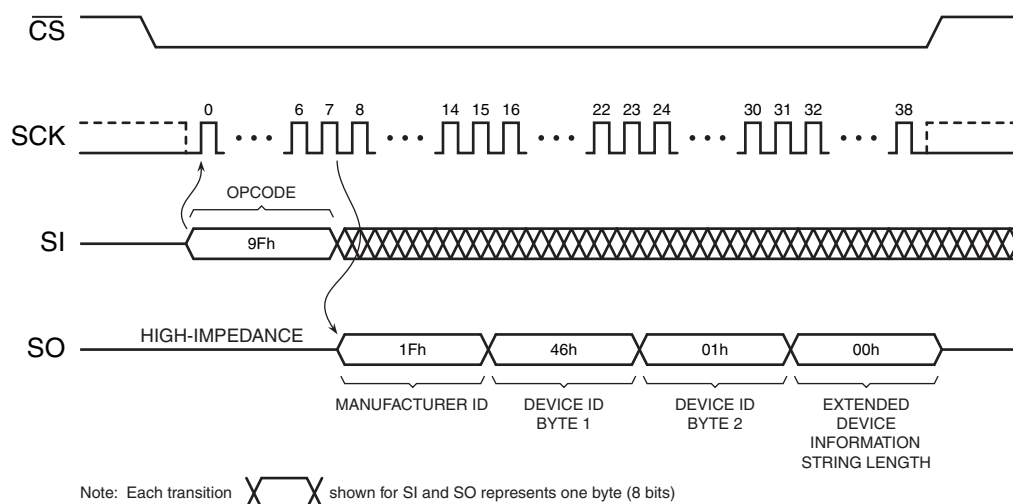 CS
SCK
0 6 7 8 14 15 16 22 23 24 30 31 32 38
OPCODE
SI
9Fh
HIGH-IMPEDANCE
SO
1Fh 46h 01h 00h
MANUFACTURER ID
DEVICE ID
BYTE 1
DEVICE ID
BYTE 2
EXTENDED
DEVICE
INFORMATION
STRING LENGTH
Note: Each transition shown for SI and SO represents one byte (8 bits)